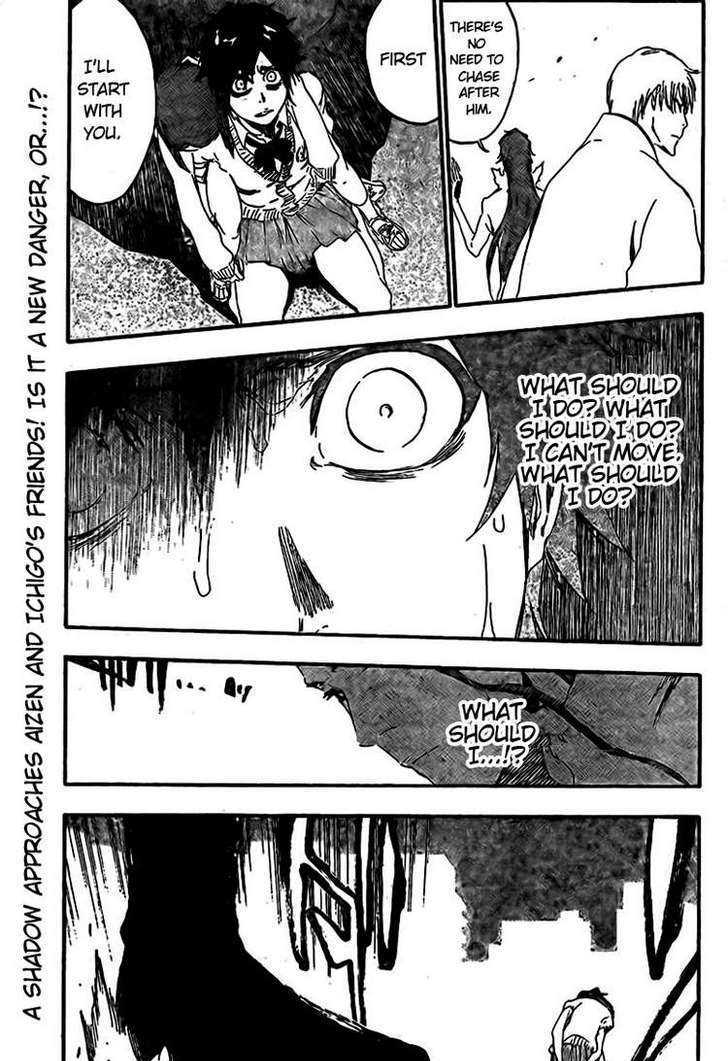 THERE'S
NO
NEED TO
CHASE
AFTER
HIM.
FIRST
I'LL
START
WITH
YOU.
WHAT SHOULD
I DO? WHAT
SHOULD I DO?
I CAN'T MOVE.
WHAT SHOULD
I DO?
WHAT
SHOULD
I...!?
A SHADOW APPROACHES AIZEN AND ICHIGO'S FRIENDS! IS IT A NEW DANGER, OR...!?